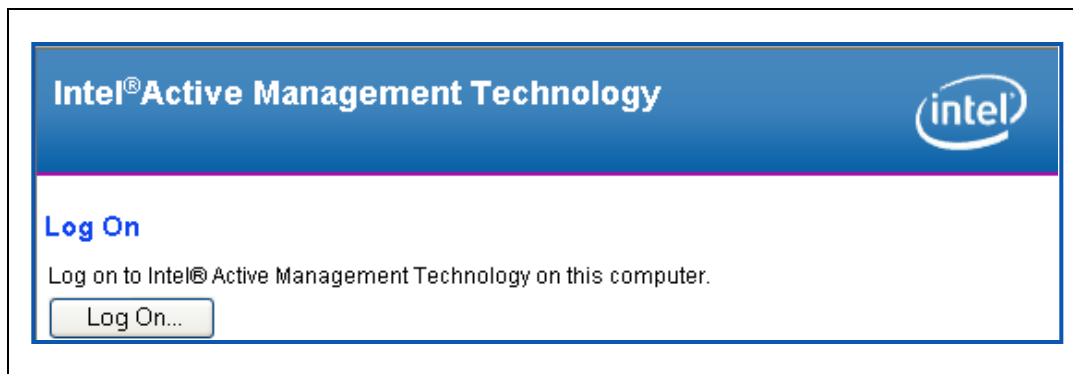 Intel®Active Management Technology
intel®
Log On
Log on to Intel® Active Management Technology on this computer.
Log On...